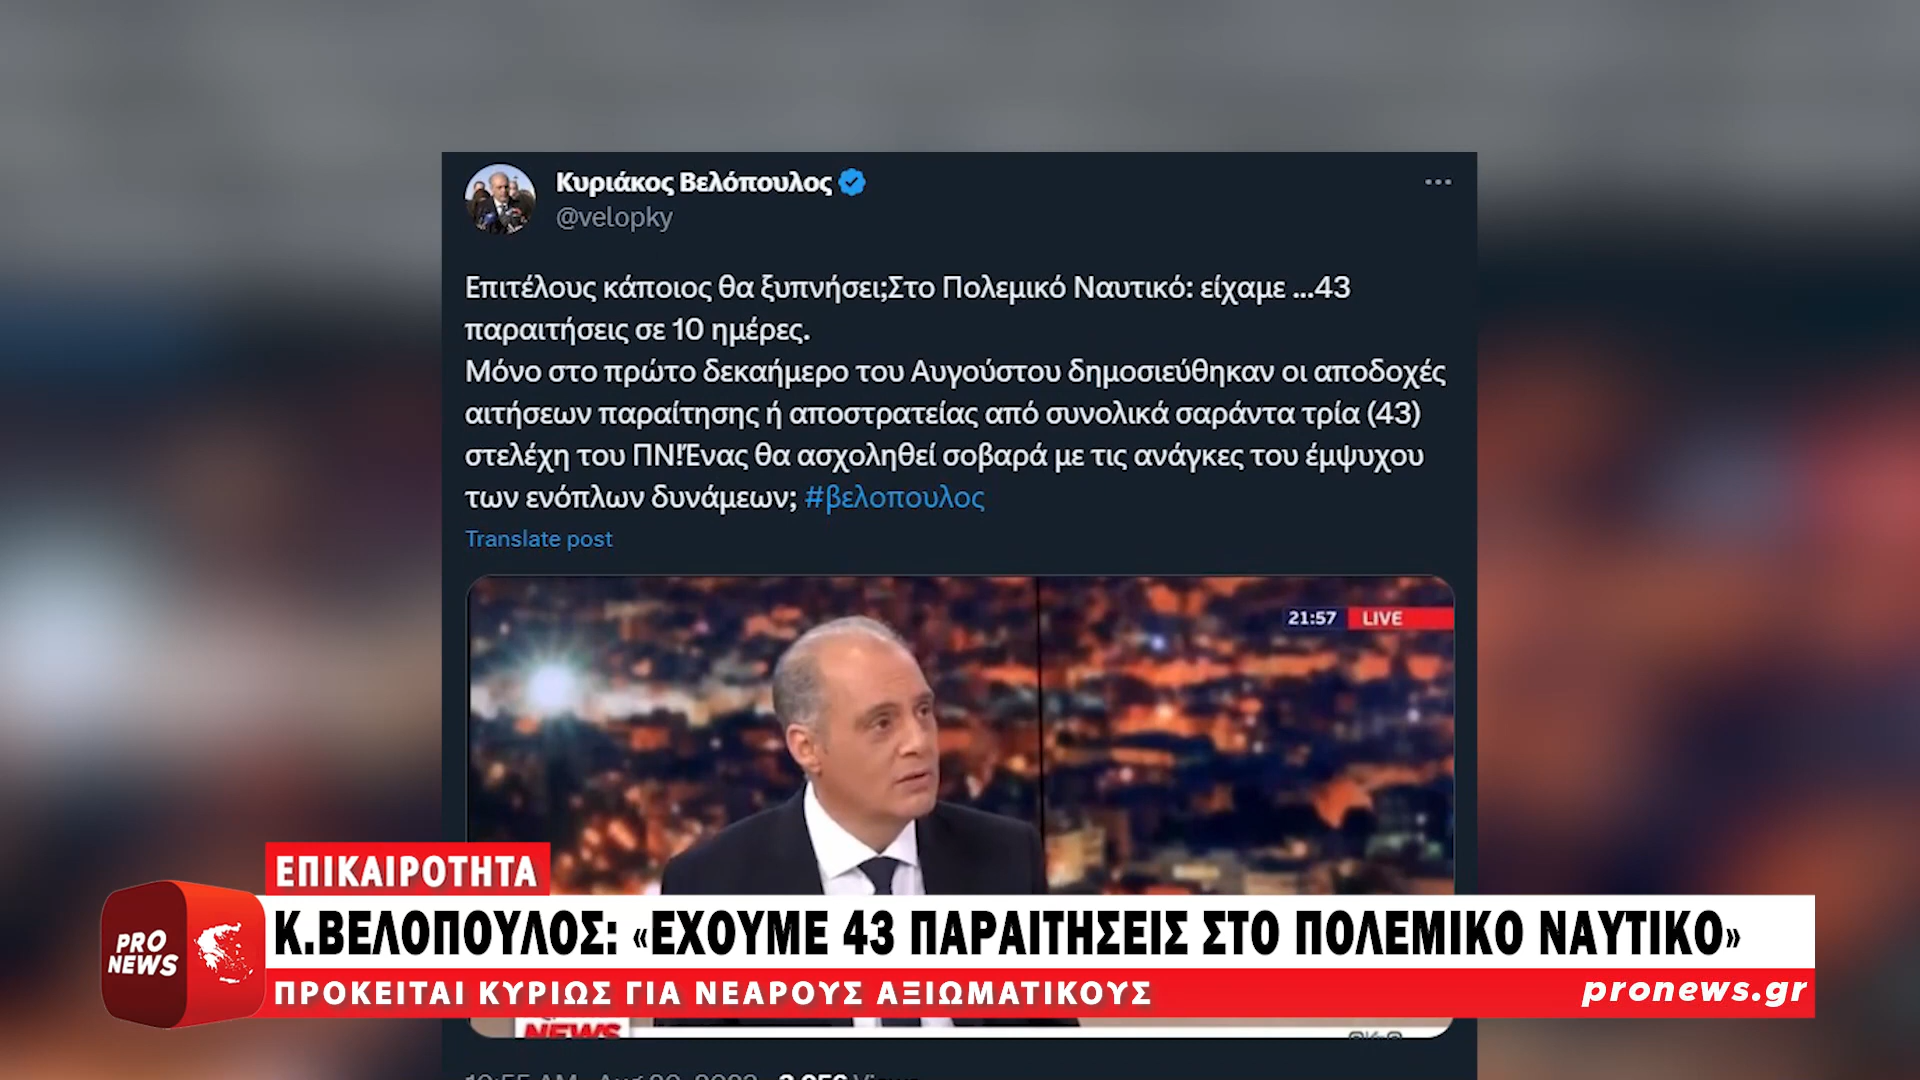 Κυριάκος Βελόπουλος
@velopky
Επιτέλους κάποιος θα ξυπνήσει;Στο Πολεμικό Ναυτικό: είχαμε ...43
παραιτήσεις σε 10 ημέρες.
Μόνο στο πρώτο δεκαήμερο του Αυγούστου δημοσιεύθηκαν οι αποδοχές
αιτήσεων παραίτησης ή αποστρατείας από συνολικά σαράντα τρία (43)
στελέχη του ΠΝ!Ένας θα ασχοληθεί σοβαρά με τις ανάγκες του έμψυχου
των ενόπλων δυνάμεων; #βελοπουλος
Translate post
21:57 LIVE
ΕΠΙΚΑΙΡΟΤΗΤΑ
PRO
NEWS
Κ.ΒΕΛΟΠΟΥΛΟΣ: «ΕΧΟΥΜΕ 43 ΠΑΡΑΙΤΗΣΕΙΣ ΣΤΟ ΠΟΛΕΜΙΚΟ ΝΑΥΤΙΚΟ»
ΠΡΟΚΕΙΤΑΙ ΚΥΡΙΩΣ ΓΙΑ ΝΕΑΡΟΥΣ ΑΞΙΩΜΑΤΙΚΟΥΣ
pronews.gr
NEWS